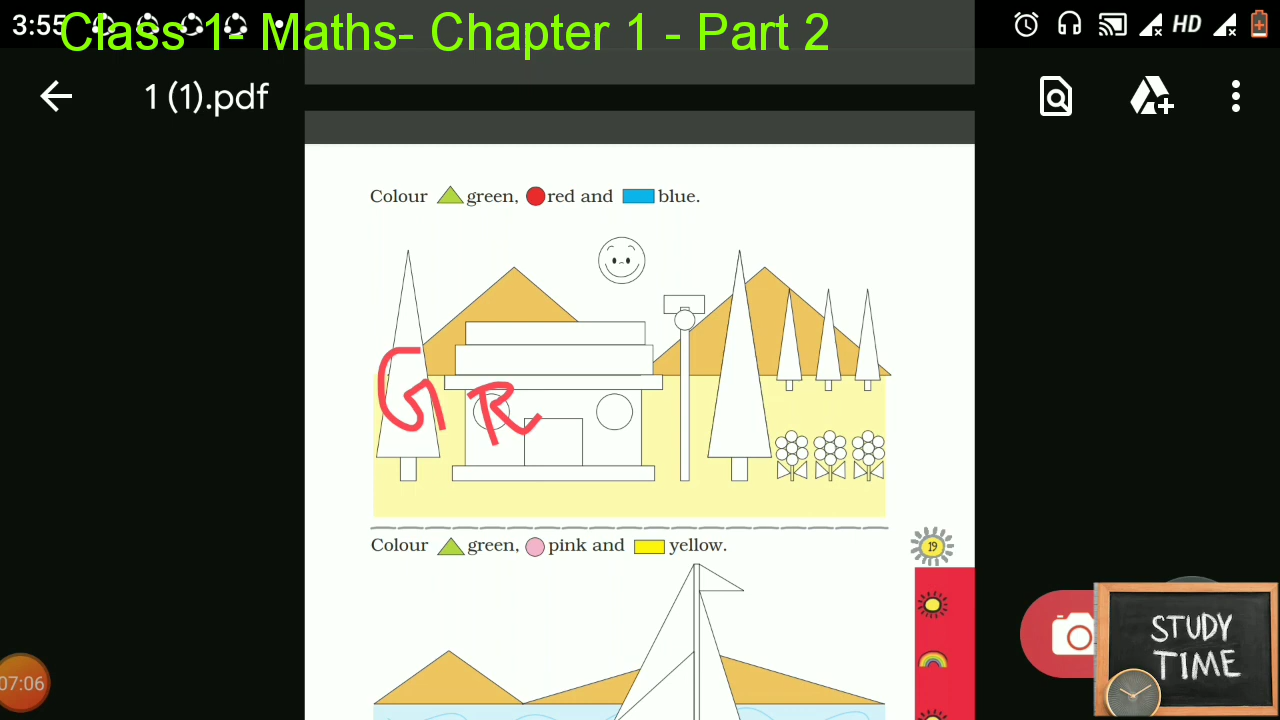 3:55
HD
Class 1- Maths- Chapter 1 - Part 2
1 (1).pdf
Colour green, red and blue.
G R
19
Colour green, pink and yellow.
STUDY
TIME
07:06